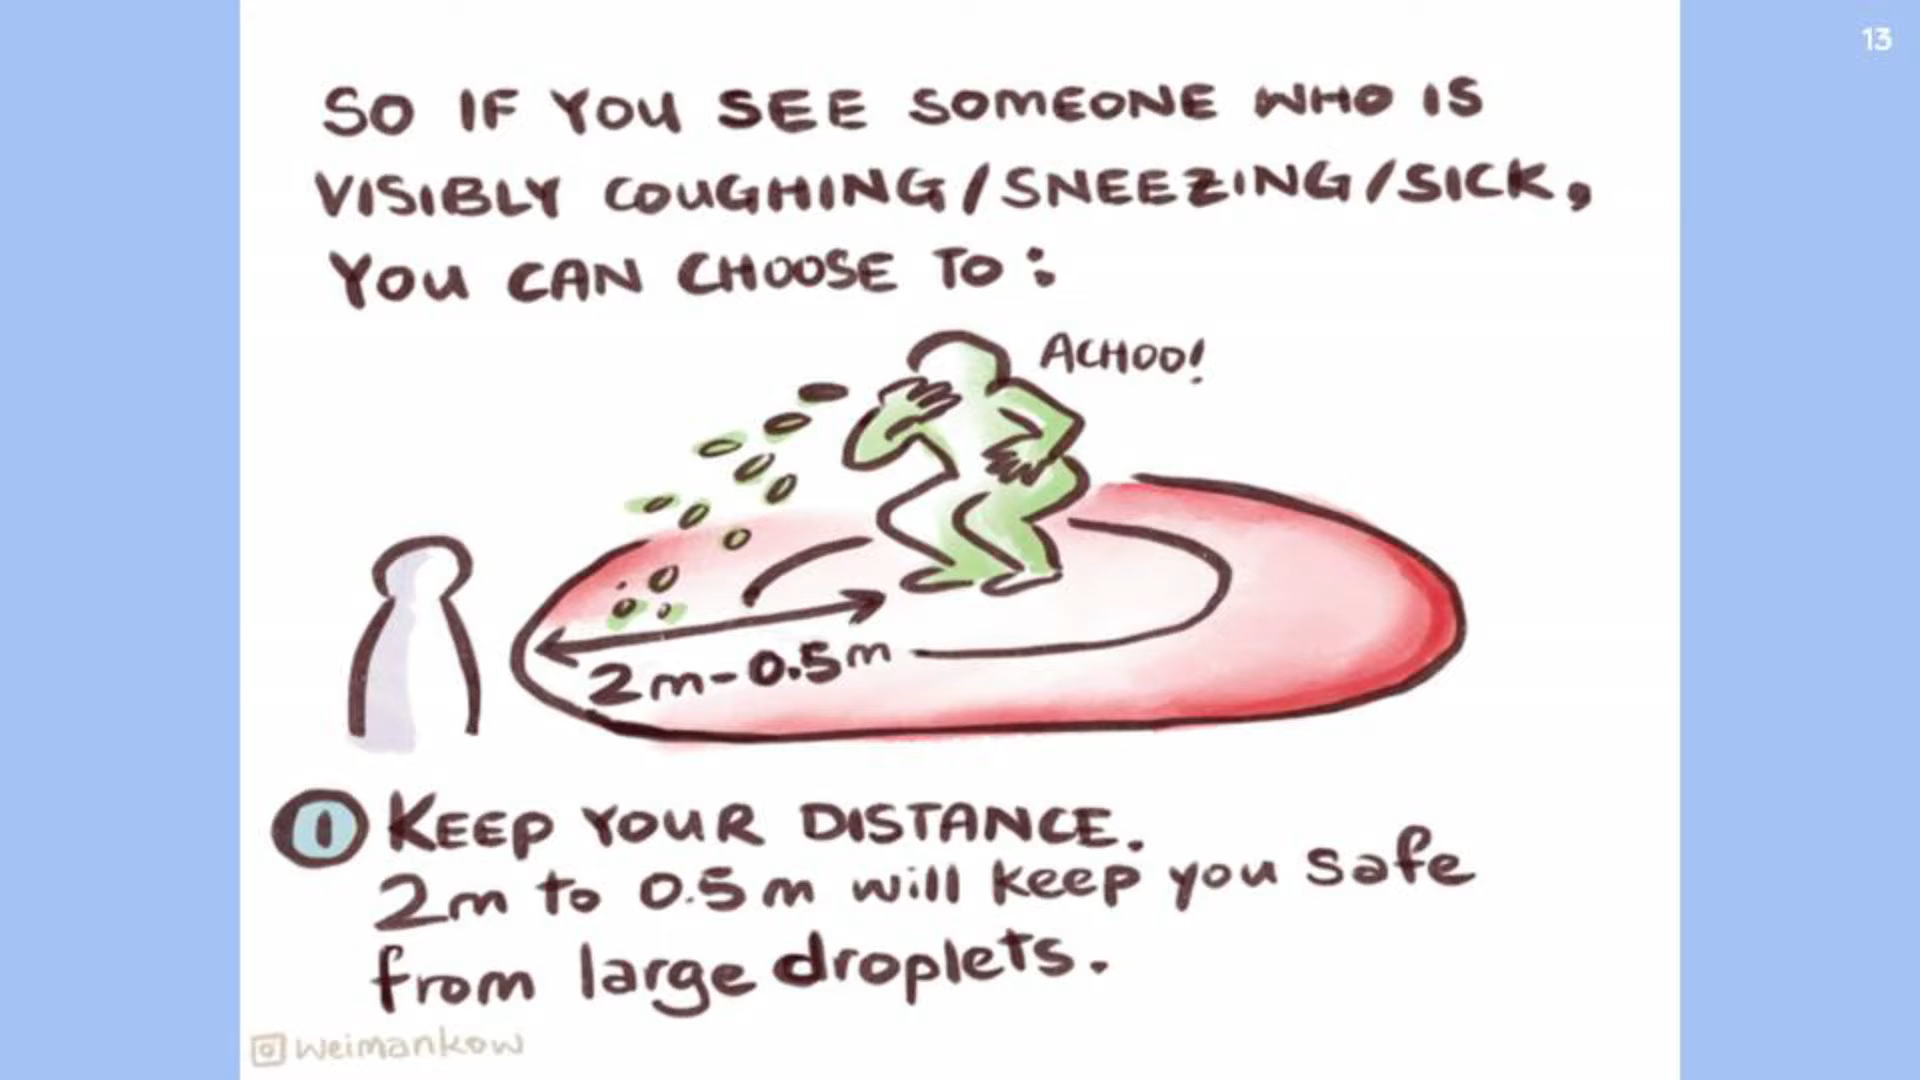 13
SO IF YOU SEE SOMEONE WHO IS
VISIBLY COUGHING/SNEEZING/SICK,
YOU CAN CHOOSE TO:
ACHOO!
2m-0.5m
1 KEEP YOUR DISTANCE.
2m to 0.5m will keep you safe
from large droplets.
weimankow